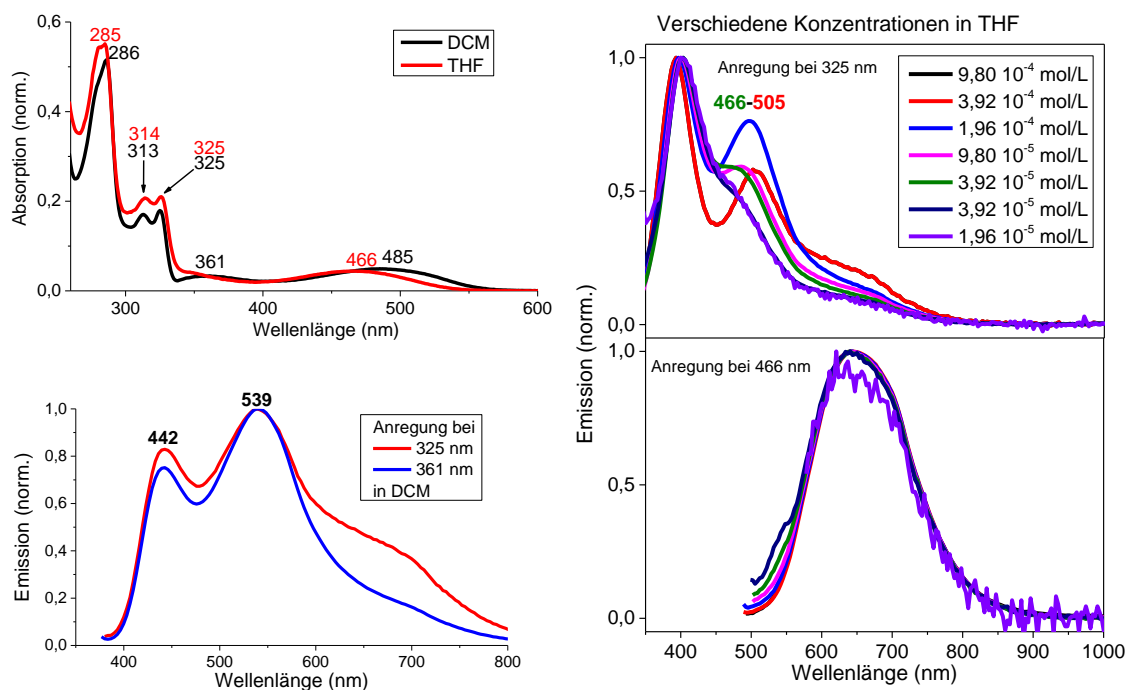 0,6
0,4
0,2
0,0
Absorption (norm.)
285
286
314
313
325
325
361
466
485
DCM
THF
300
400
500
600
Wellenlänge (nm)
1,0
0,8
0,6
0,4
0,2
0,0
Emission (norm.)
442
539
Anregung bei
325 nm
361 nm
in DCM
400
500
600
700
800
Wellenlänge (nm)
Verschiedene Konzentrationen in THF
1,0
0,5
0,0
Anregung bei 325 nm
466-505
9,80 10⁻⁴ mol/L
3,92 10⁻⁴ mol/L
1,96 10⁻⁴ mol/L
9,80 10⁻⁵ mol/L
3,92 10⁻⁵ mol/L
3,92 10⁻⁵ mol/L
1,96 10⁻⁵ mol/L
Emission (norm.)
1,0
0,5
0,0
Anregung bei 466 nm
400
500
600
700
800
900
1000
Wellenlänge (nm)